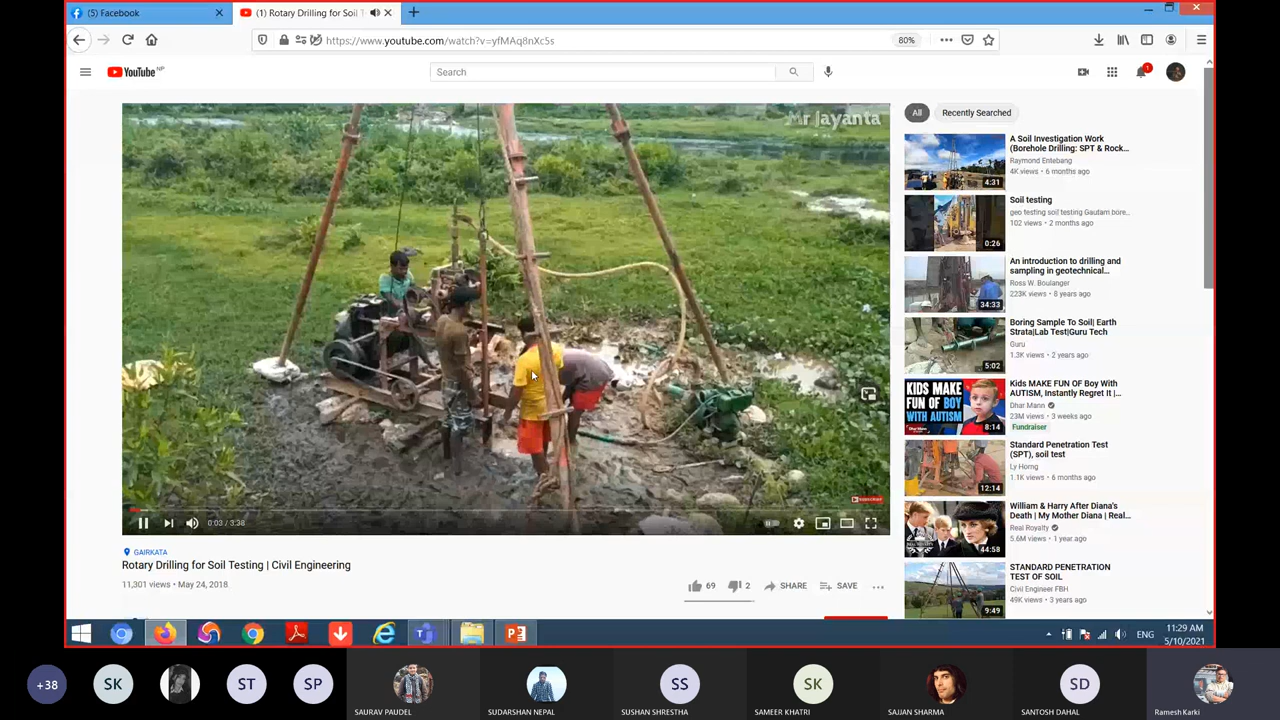 (5) Facebook
(1) Rotary Drilling for Soil T
https://www.youtube.com/watch?v=yfMAq8nXc5s
80%
YouTube NP
Search
1
Mr Jayanta
SUBSCRIBE
0:03 / 3:38
GAIRKATA
Rotary Drilling for Soil Testing | Civil Engineering
11,301 views • May 24, 2018
69
2
SHARE
SAVE
All
Recently Searched
A Soil Investigation Work
(Borehole Drilling: SPT & Rock...
Raymond Entebang
4K views • 6 months ago
4:31
Soil testing
geo testing soil testing Gautam bore...
102 views • 2 months ago
0:26
An introduction to drilling and
sampling in geotechnical...
Ross W. Boulanger
223K views • 8 years ago
34:33
Boring Sample To Soil| Earth
Strata|Lab Test|Guru Tech
Guru
1.3K views • 2 years ago
5:02
KIDS MAKE
FUN OF BOY
WITH AUTISM
Kids MAKE FUN OF Boy With
AUTISM, Instantly Regret It |...
Dhar Mann
23M views • 3 weeks ago
Fundraiser
8:14
Standard Penetration Test
(SPT), soil test
Ly Horng
1.1K views • 6 months ago
12:14
William & Harry After Diana's
Death | My Mother Diana | Real...
Real Royalty
5.6M views • 1 year ago
44:58
STANDARD PENETRATION
TEST OF SOIL
Civil Engineer FBH
49K views • 3 years ago
9:49
ENG
11:29 AM
5/10/2021
+38
SK
ST
SP
SAURAV PAUDEL
SUDARSHAN NEPAL
SS
SUSHAN SHRESTHA
SK
SAMEER KHATRI
SAJJAN SHARMA
SD
SANTOSH DAHAL
Ramesh Karki